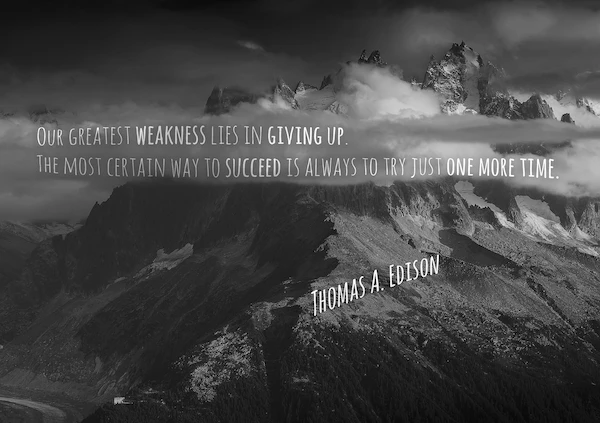 Our greatest weakness lies in giving up.
The most certain way to succeed is always to try just one more time.
Thomas A. Edison